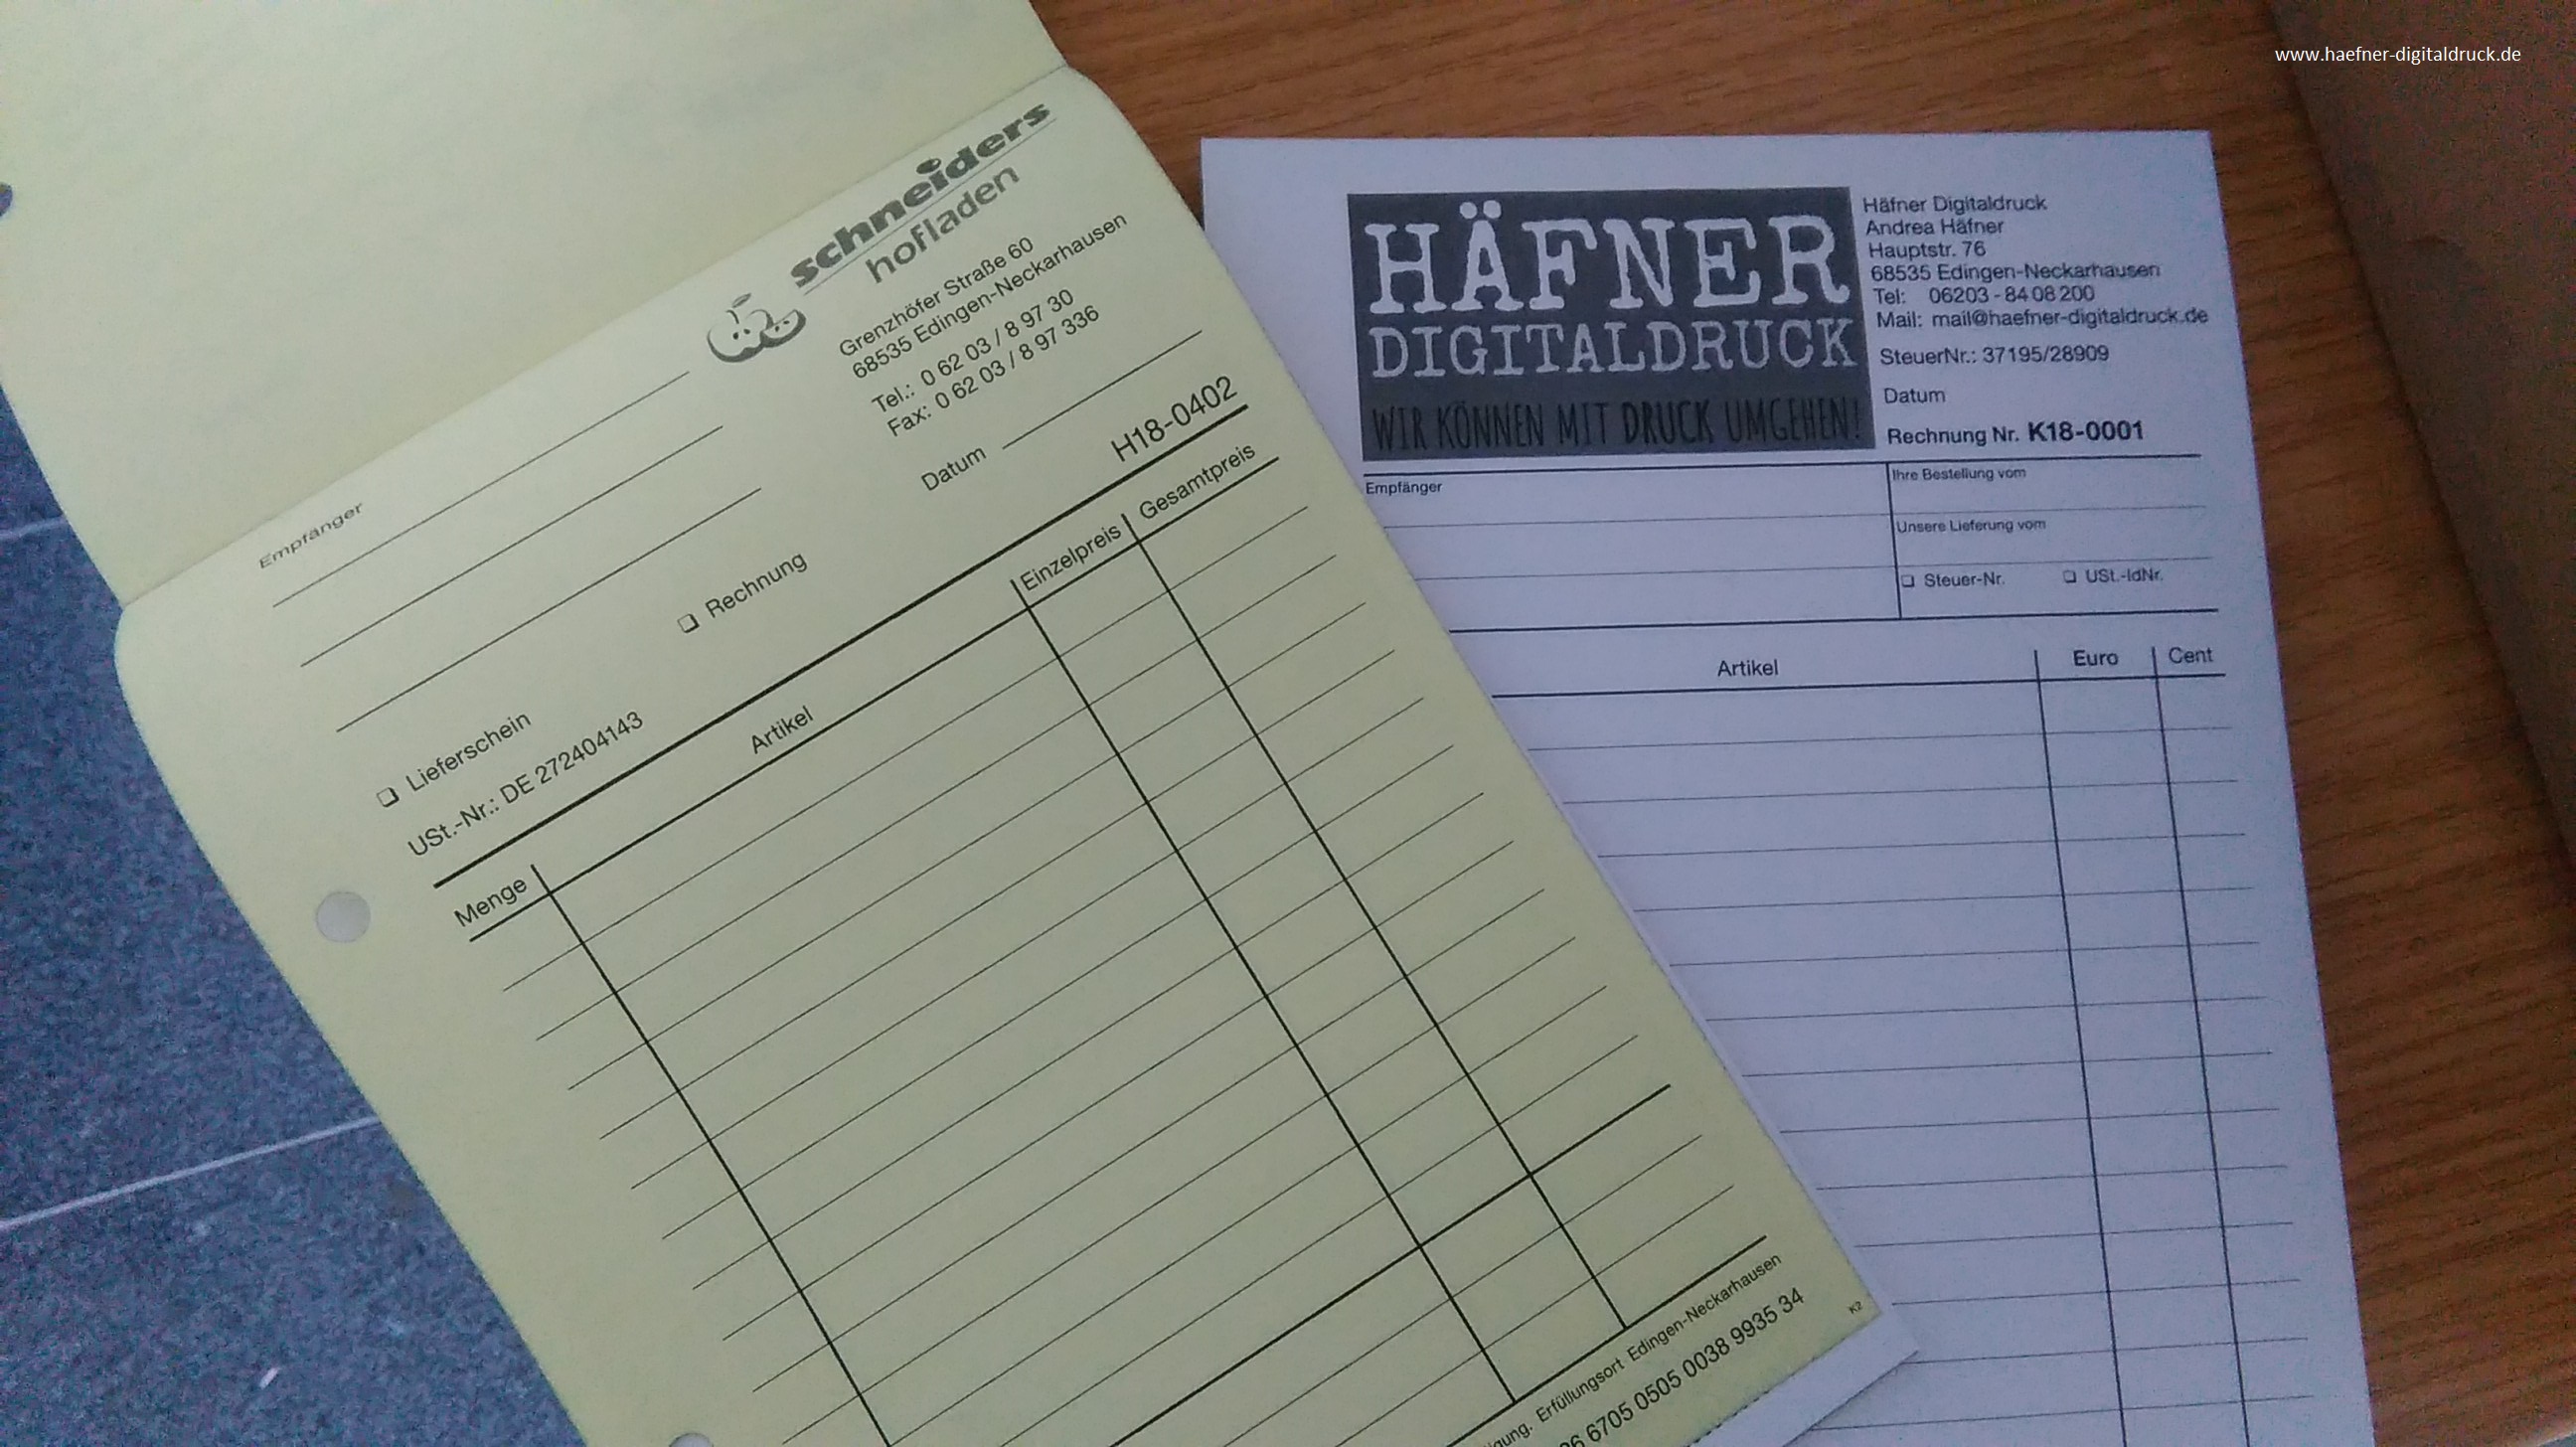 www.haefner-digitaldruck.de
schneiders
hofladen
Grenzhöfer Straße 60
68535 Edingen-Neckarhausen
Tel.: 0 62 03 / 8 97 30
Fax: 0 62 03 / 8 97 336
Empfänger
Datum
H18-0402
❏ Lieferschein ❏ Rechnung
USt.-Nr.: DE 272404143
Menge Artikel Einzelpreis Gesamtpreis
Erfüllungsort Edingen-Neckarhausen
6705 0505 0038 9935 34
K2
HÄFNER
DIGITALDRUCK
WIR KÖNNEN MIT DRUCK UMGEHEN!
Häfner Digitaldruck
Andrea Häfner
Hauptstr. 76
68535 Edingen-Neckarhausen
Tel: 06203 - 84 08 200
Mail: mail@haefner-digitaldruck.de
SteuerNr.: 37195/28909
Datum
Rechnung Nr. K18-0001
Empfänger
Ihre Bestellung vom
Unsere Lieferung vom
❏ Steuer-Nr. ❏ USt.-IdNr.
Artikel Euro Cent